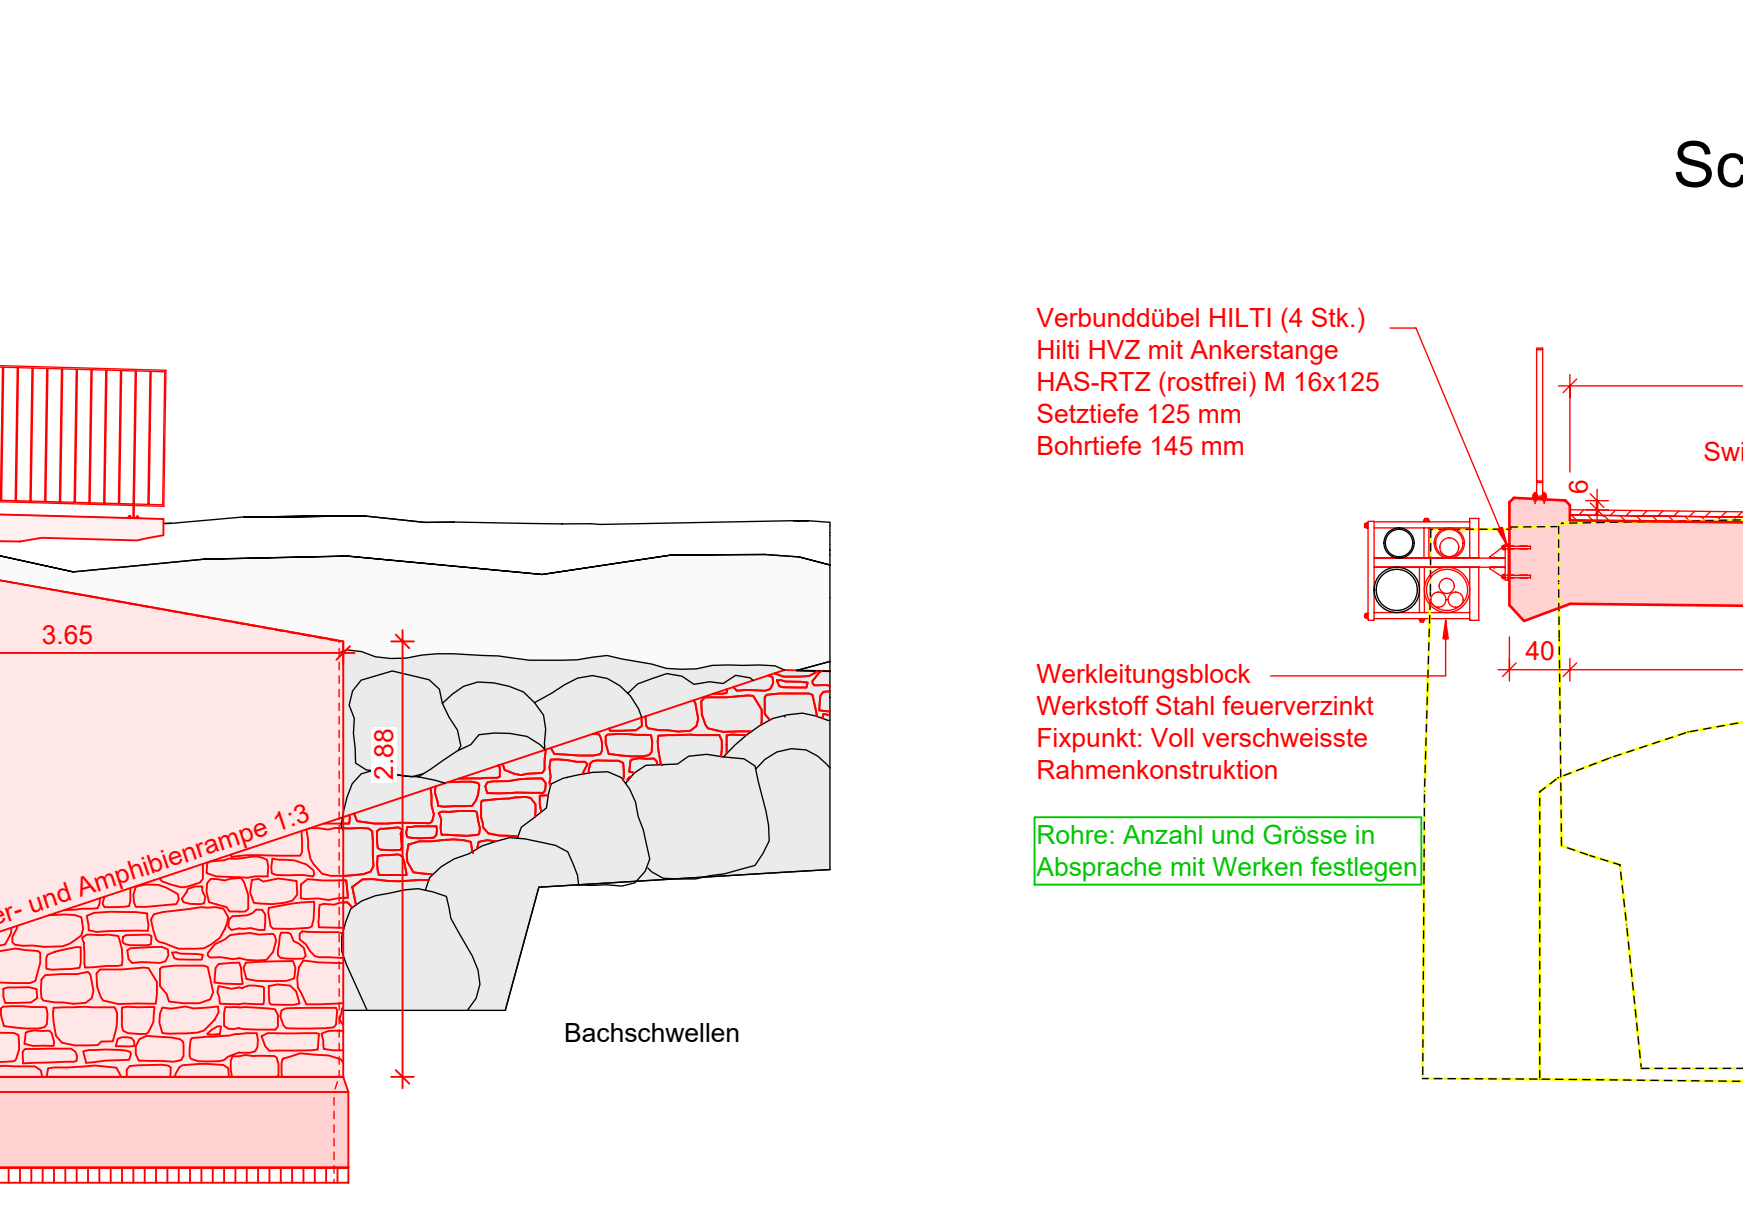 Sc
Verbunddübel HILTI (4 Stk.)
Hilti HVZ mit Ankerstange
HAS-RTZ (rostfrei) M 16x125
Setztiefe 125 mm
Bohrtiefe 145 mm
Swi
6
3.65
2.88
40
Werkleitungsblock
Werkstoff Stahl feuerverzinkt
Fixpunkt: Voll verschweisste
Rahmenkonstruktion
er- und Amphibienrampe 1:3
Rohre: Anzahl und Grösse in
Absprache mit Werken festlegen
Bachschwellen